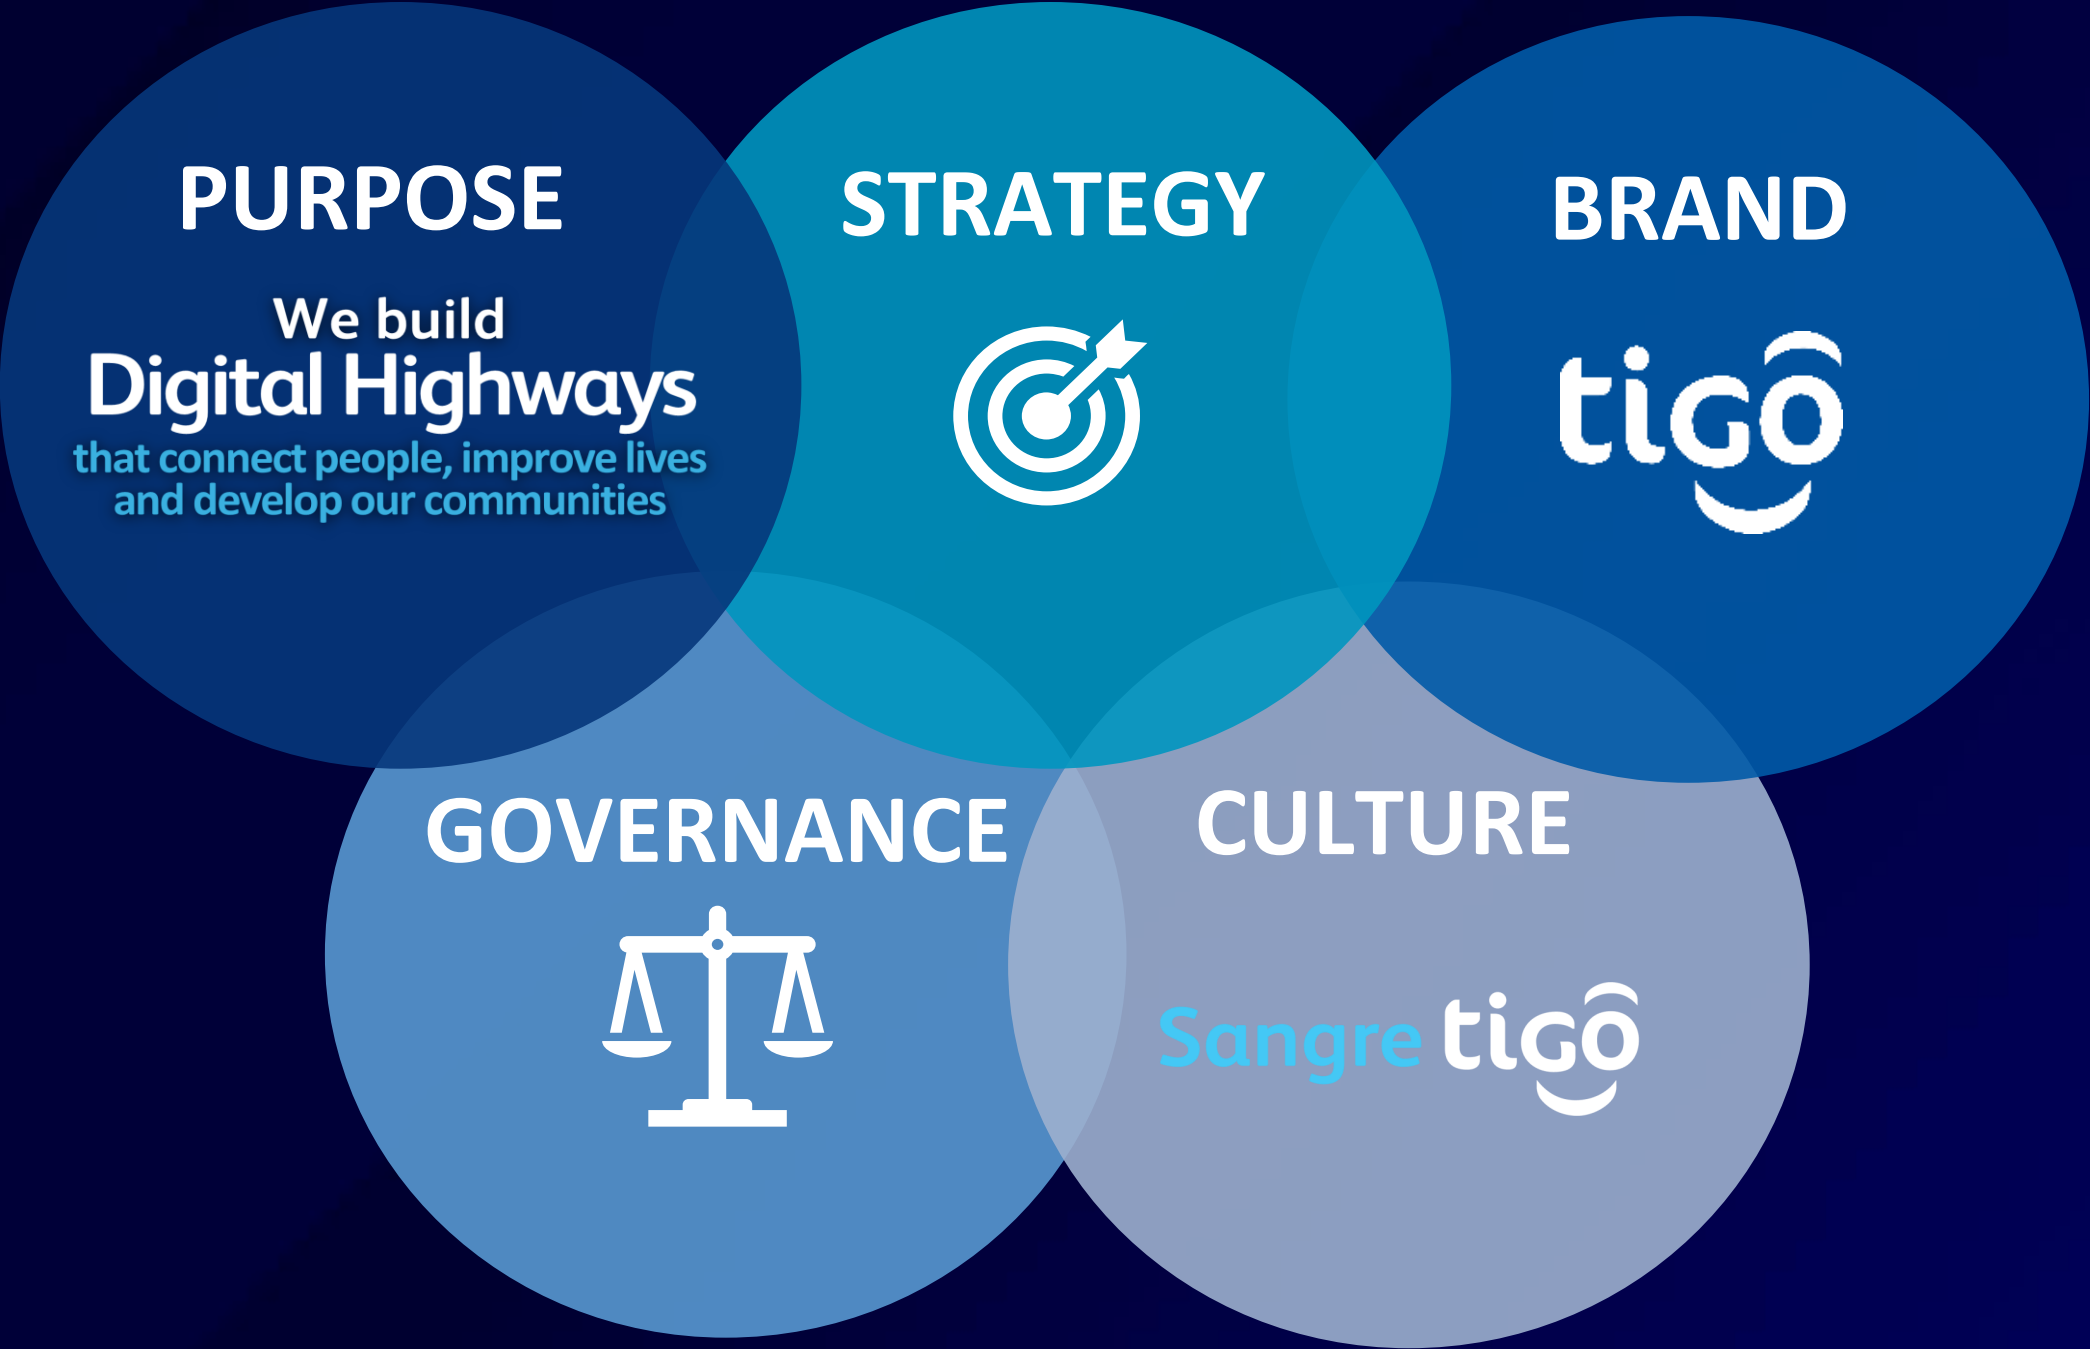 PURPOSE
We build
Digital Highways
that connect people, improve lives
and develop our communities
STRATEGY
BRAND
tigo
GOVERNANCE
CULTURE
Sangre tigo